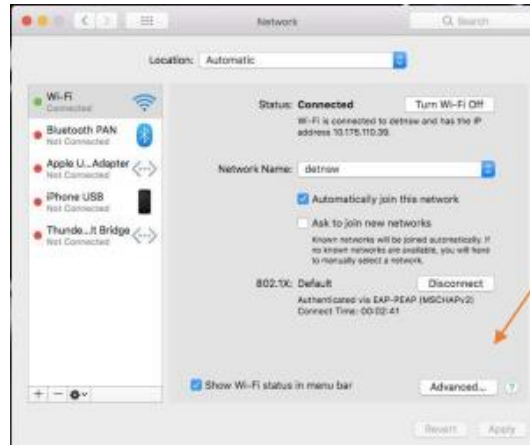 Network
Search
Location: Automatic
Wi-Fi
Connected
Bluetooth PAN
Not Connected
Apple U...Adapter
Not Connected
iPhone USB
Not Connected
Thunde...lt Bridge
Not Connected
Status: Connected
Turn Wi-Fi Off
Wi-Fi is connected to detnsw and has the IP
address 10.176.110.39.
Network Name: detnsw
Automatically join this network
Ask to join new networks
Known networks will be joined automatically. If
no known networks are available, you will have
to manually select a network.
802.1X: Default
Disconnect
Authenticated via EAP-PEAP (MSCHAPv2)
Connect Time: 00:02:41
Show Wi-Fi status in menu bar
Advanced...
?
Revert
Apply